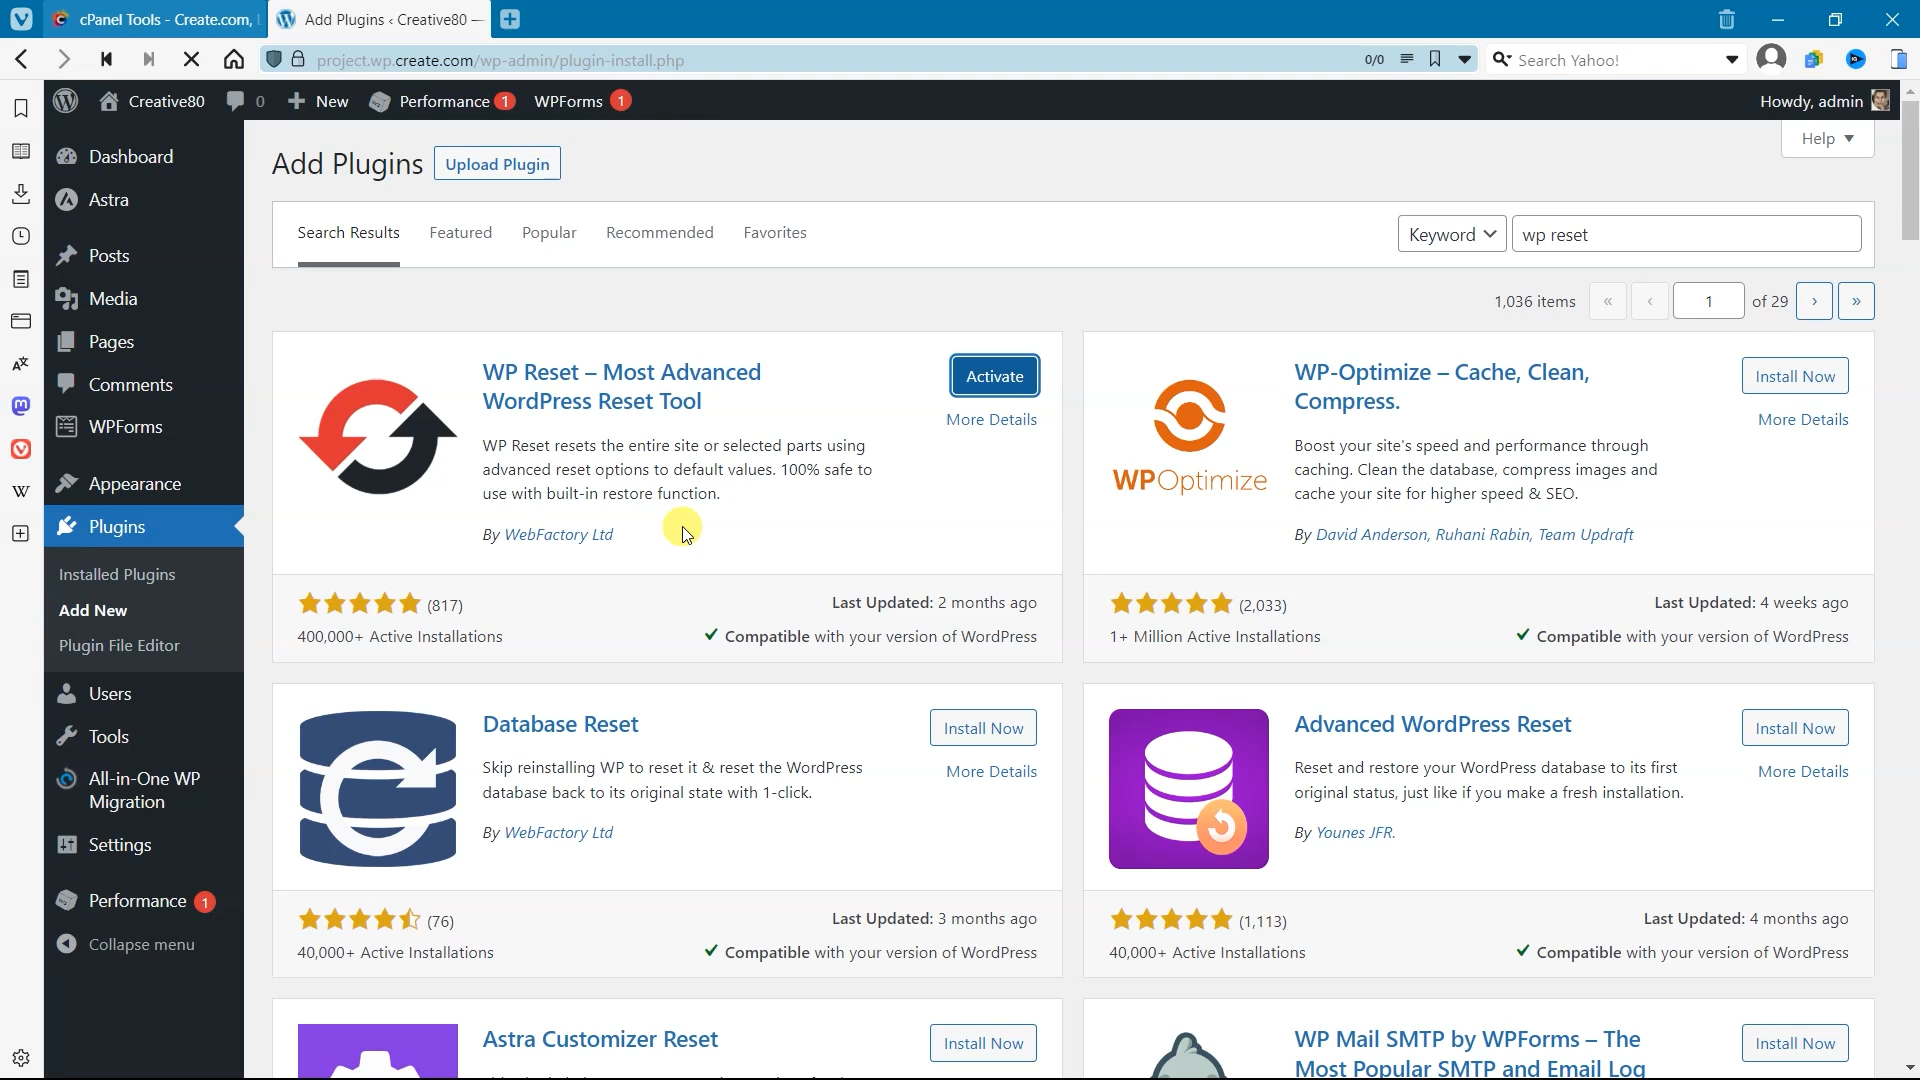 cPanel Tools - Create.com,
Add Plugins ‹ Creative80 —
project.wp.create.com/wp-admin/plugin-install.php
0/0
Search Yahoo!
Creative80
0
New
Performance 1
WPForms 1
Howdy, admin
Dashboard
Astra
Posts
Media
Pages
Comments
WPForms
Appearance
Plugins
Installed Plugins
Add New
Plugin File Editor
Users
Tools
All-in-One WP
Migration
Settings
Performance 1
Collapse menu
Add Plugins
Upload Plugin
Help
Search Results
Featured
Popular
Recommended
Favorites
Keyword
wp reset
1,036 items
«
‹
1
of 29
›
»
WP Reset – Most Advanced
WordPress Reset Tool
Activate
More Details
WP Reset resets the entire site or selected parts using
advanced reset options to default values. 100% safe to
use with built-in restore function.
By WebFactory Ltd
(817)
Last Updated: 2 months ago
400,000+ Active Installations
Compatible with your version of WordPress
WPOptimize
WP-Optimize – Cache, Clean,
Compress.
Install Now
More Details
Boost your site's speed and performance through
caching. Clean the database, compress images and
cache your site for higher speed & SEO.
By David Anderson, Ruhani Rabin, Team Updraft
(2,033)
Last Updated: 4 weeks ago
1+ Million Active Installations
Compatible with your version of WordPress
Database Reset
Install Now
More Details
Skip reinstalling WP to reset it & reset the WordPress
database back to its original state with 1-click.
By WebFactory Ltd
(76)
Last Updated: 3 months ago
40,000+ Active Installations
Compatible with your version of WordPress
Advanced WordPress Reset
Install Now
More Details
Reset and restore your WordPress database to its first
original status, just like if you make a fresh installation.
By Younes JFR.
(1,113)
Last Updated: 4 months ago
40,000+ Active Installations
Compatible with your version of WordPress
Astra Customizer Reset
Install Now
WP Mail SMTP by WPForms – The
Most Popular SMTP and Email Log
Install Now